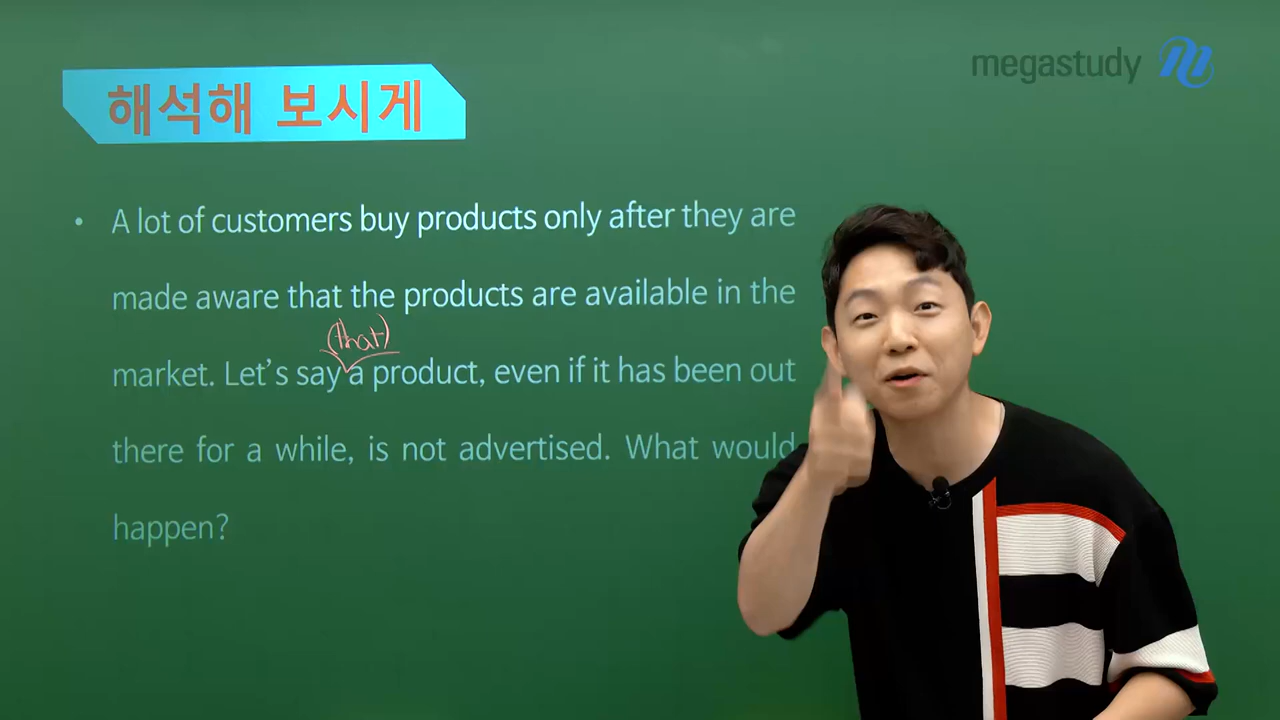 megastudy
해석해 보시게
• A lot of customers buy products only after they are
made aware that the products are available in the
(that)
market. Let's say a product, even if it has been out
there for a while, is not advertised. What would
happen?